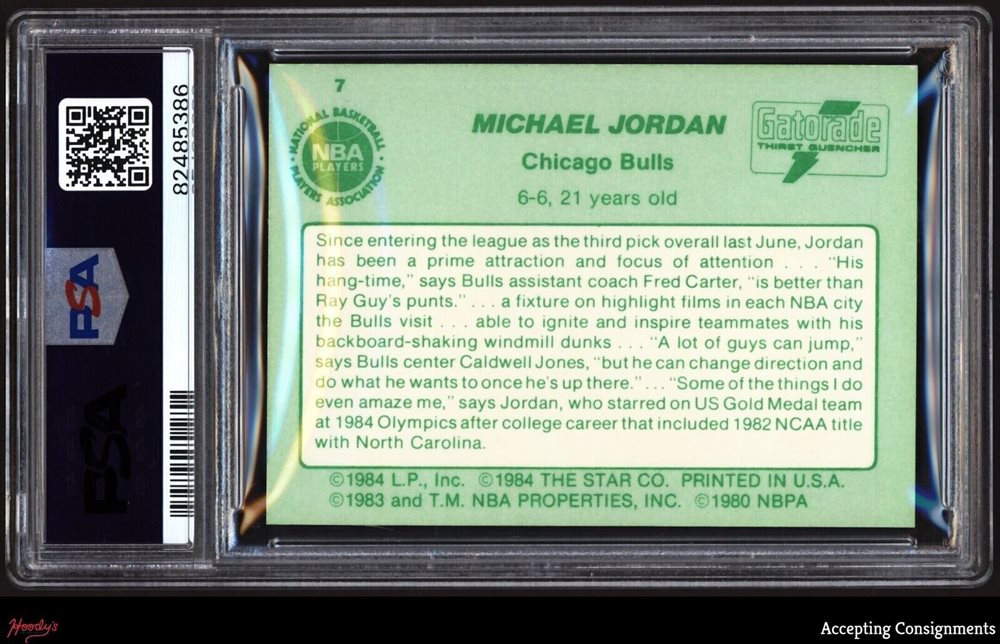 82485386
PSA
PSA
7
NATIONAL BASKETBALL
NBA
PLAYERS
PLAYERS ASSOCIATION
MICHAEL JORDAN
Chicago Bulls
6-6, 21 years old
Gatorade
THIRST QUENCHER
Since entering the league as the third pick overall last June, Jordan
has been a prime attraction and focus of attention . . . “His
hang-time,” says Bulls assistant coach Fred Carter, “is better than
Ray Guy's punts.” . . . a fixture on highlight films in each NBA city
the Bulls visit . . . able to ignite and inspire teammates with his
backboard-shaking windmill dunks . . . “A lot of guys can jump,”
says Bulls center Caldwell Jones, “but he can change direction and
do what he wants to once he's up there.” . . . “Some of the things I do
even amaze me,” says Jordan, who starred on US Gold Medal team
at 1984 Olympics after college career that included 1982 NCAA title
with North Carolina.
©1984 L.P., Inc. ©1984 THE STAR CO. PRINTED IN U.S.A.
©1983 and T.M. NBA PROPERTIES, INC. ©1980 NBPA
Hoody's
Accepting Consignments